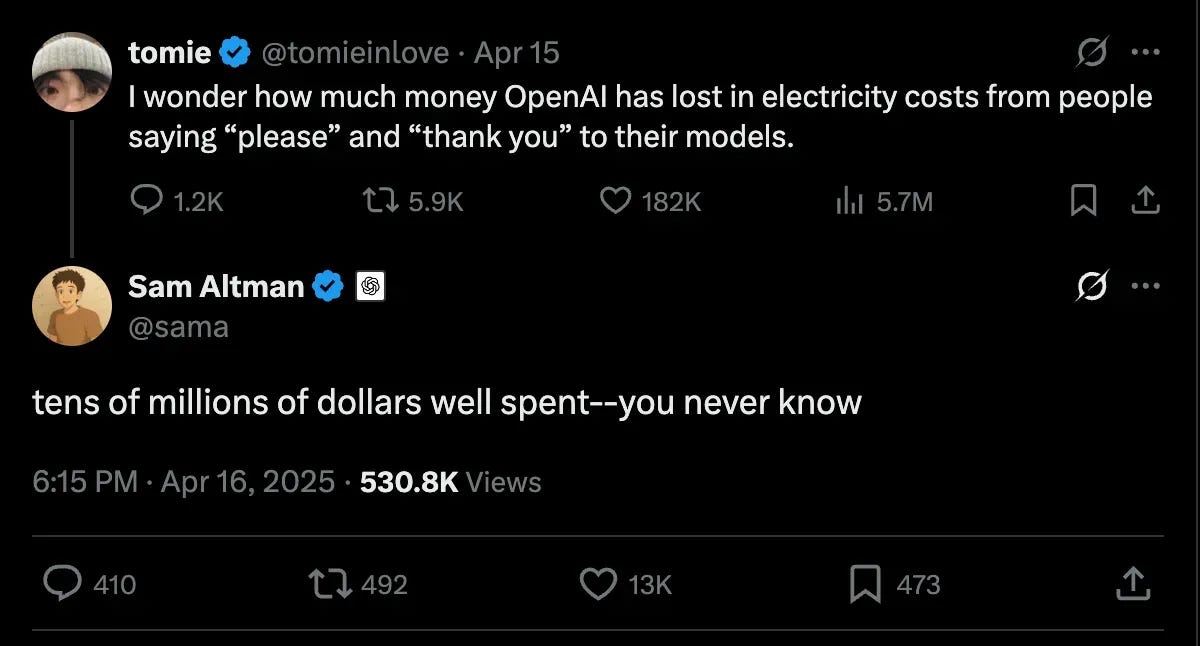 tomie @tomieinlove · Apr 15
I wonder how much money OpenAI has lost in electricity costs from people
saying “please” and “thank you” to their models.
1.2K 5.9K 182K 5.7M
Sam Altman
@sama
tens of millions of dollars well spent--you never know
6:15 PM · Apr 16, 2025 · 530.8K Views
410 492 13K 473